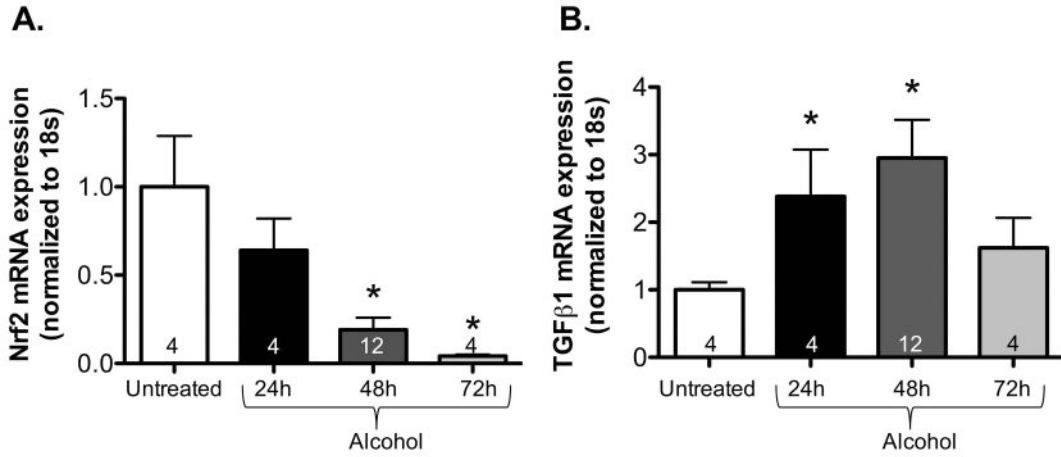 A.
Nrf2 mRNA expression
(normalized to 18s)
1.5
1.0
0.5
0.0
*
*
4
4
12
4
Untreated
24h
48h
72h
Alcohol
B.
TGFβ1 mRNA expression
(normalized to 18s)
4
3
2
1
0
*
*
4
4
12
4
Untreated
24h
48h
72h
Alcohol